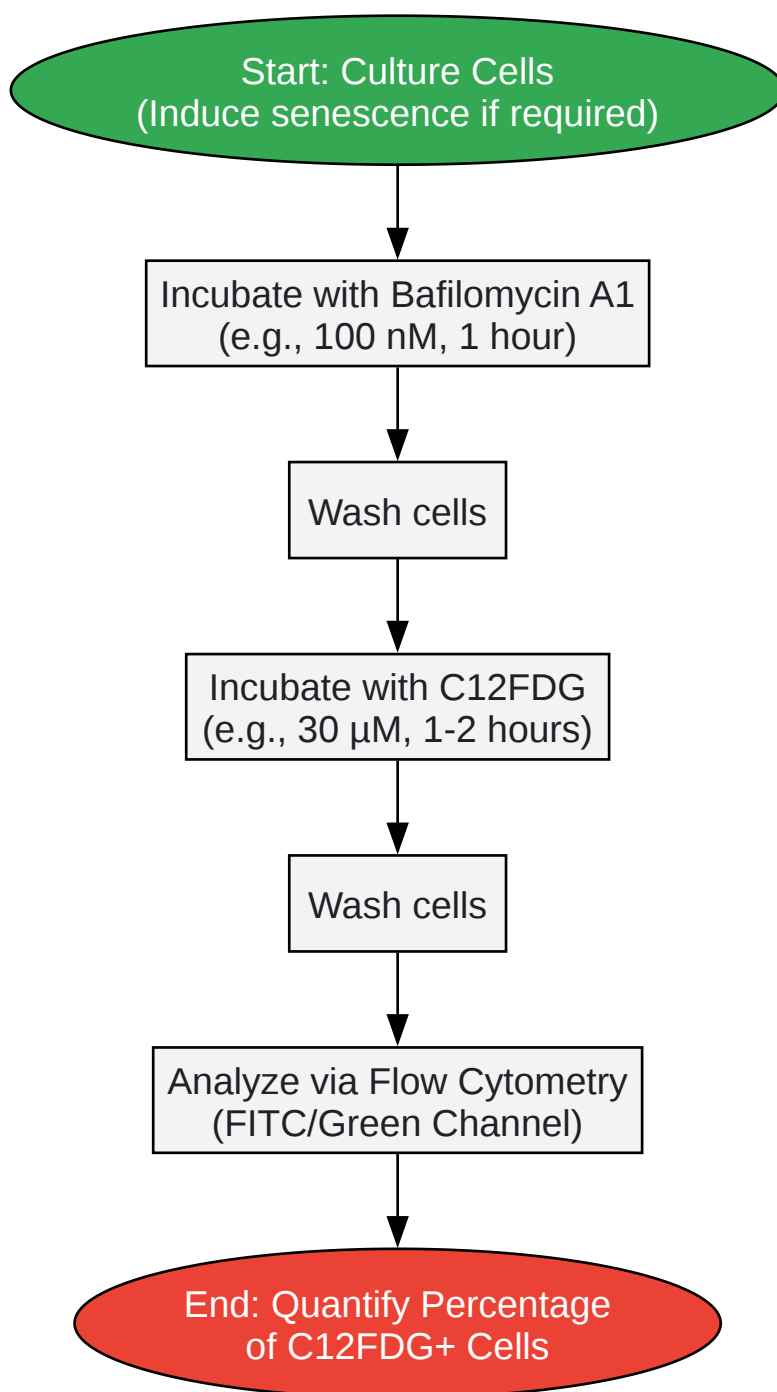 Start: Culture Cells
(Induce senescence if required)
Incubate with Bafilomycin A1
(e.g., 100 nM, 1 hour)
Wash cells
Incubate with C12FDG
(e.g., 30 µM, 1-2 hours)
Wash cells
Analyze via Flow Cytometry
(FITC/Green Channel)
End: Quantify Percentage
of C12FDG+ Cells